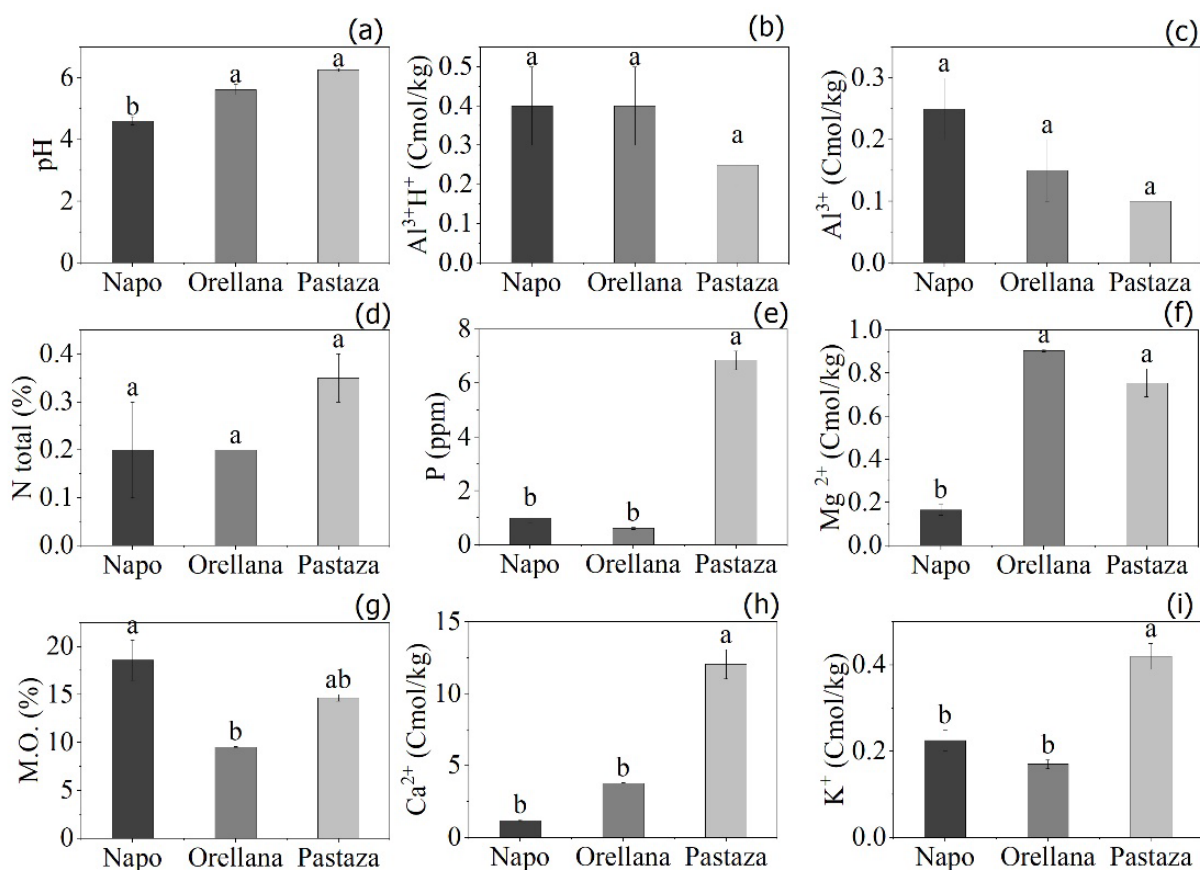 (a)
pH
6
4
2
0
b
a
a
Napo Orellana Pastaza
(b)
Al³⁺H⁺ (Cmol/kg)
0.5
0.4
0.3
0.2
0.1
0.0
a
a
a
Napo Orellana Pastaza
(c)
Al³⁺ (Cmol/kg)
0.3
0.2
0.1
0.0
a
a
a
Napo Orellana Pastaza
(d)
N total (%)
0.4
0.3
0.2
0.1
0.0
a
a
a
Napo Orellana Pastaza
(e)
P (ppm)
8
6
4
2
0
b
b
a
Napo Orellana Pastaza
(f)
Mg ²⁺ (Cmol/kg)
1.0
0.8
0.6
0.4
0.2
0.0
b
a
a
Napo Orellana Pastaza
(g)
M.O. (%)
20
15
10
5
0
a
b
ab
Napo Orellana Pastaza
(h)
Ca²⁺ (Cmol/kg)
15
10
5
0
b
b
a
Napo Orellana Pastaza
(i)
K⁺ (Cmol/kg)
0.4
0.2
0.0
b
b
a
Napo Orellana Pastaza